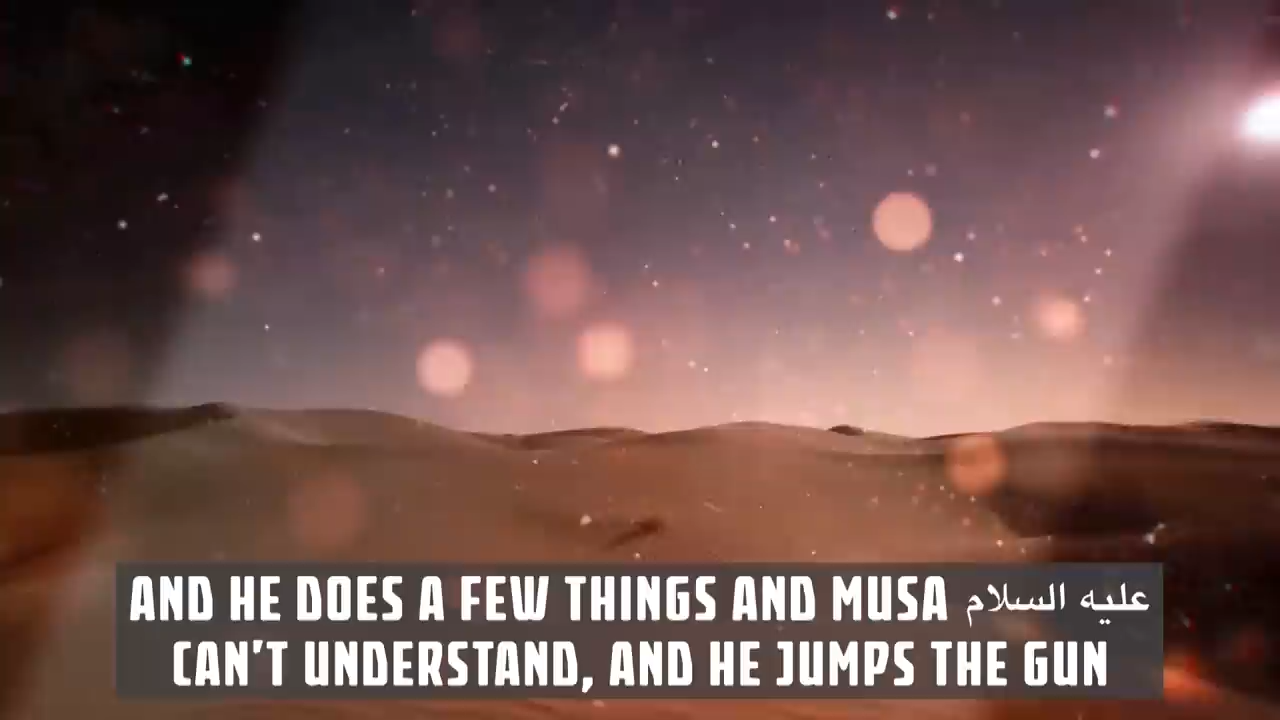 AND HE DOES A FEW THINGS AND MUSA عليه السلام
CAN'T UNDERSTAND, AND HE JUMPS THE GUN